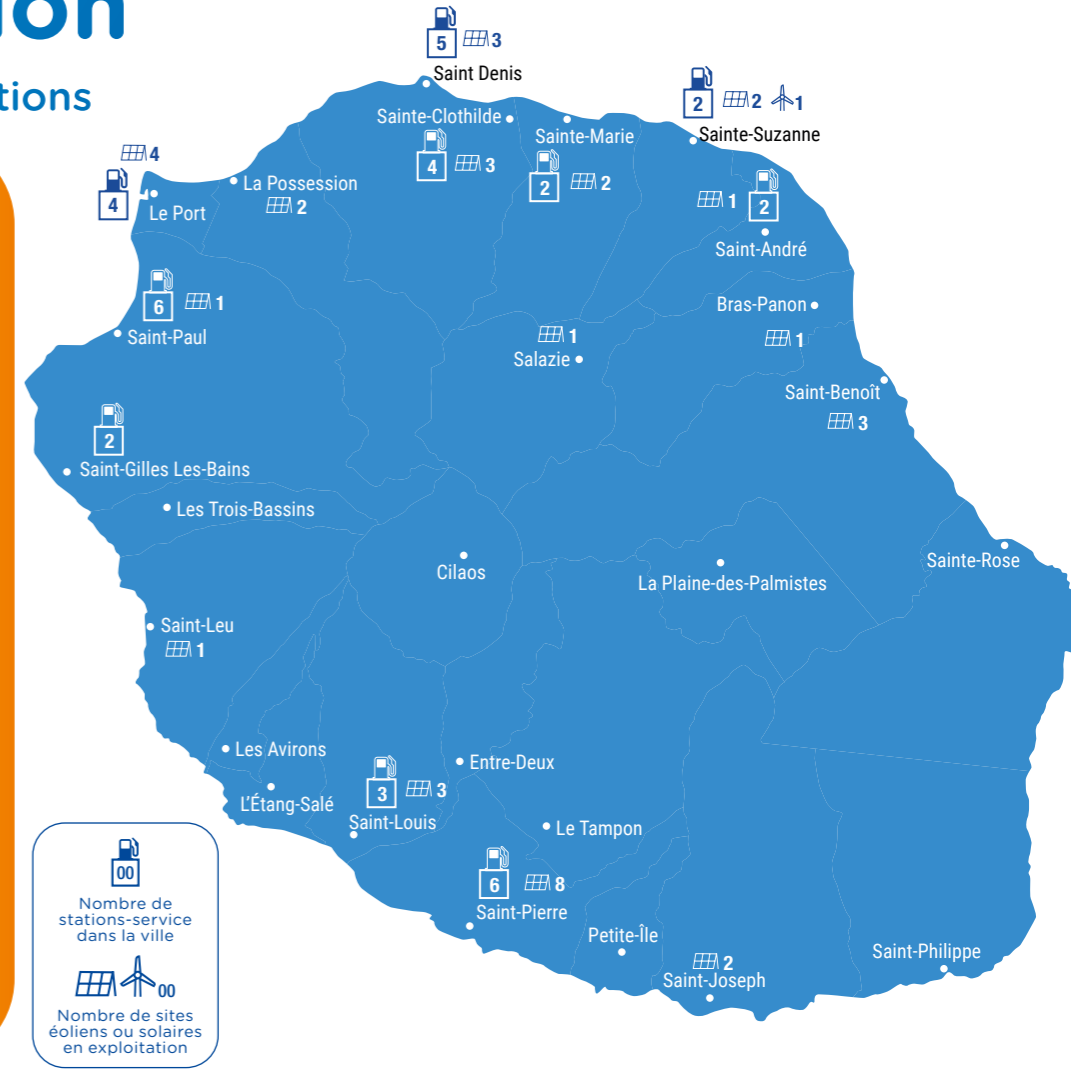 tions
5 3
Saint Denis
2 2 1
Sainte-Suzanne
Sainte-Clothilde
4 3
Sainte-Marie
2 2
4
4
Le Port
La Possession
2
1 2
Saint-André
6 1
Saint-Paul
Bras-Panon
1
1
Salazie
Saint-Benoît
3
2
Saint-Gilles Les-Bains
Les Trois-Bassins
Cilaos
La Plaine-des-Palmistes
Sainte-Rose
Saint-Leu
1
Les Avirons
L'Étang-Salé
3 3
Saint-Louis
Entre-Deux
Le Tampon
6 8
Saint-Pierre
Petite-Île
2
Saint-Joseph
Saint-Philippe
00
Nombre de
stations-service
dans la ville
00
Nombre de sites
éoliens ou solaires
en exploitation